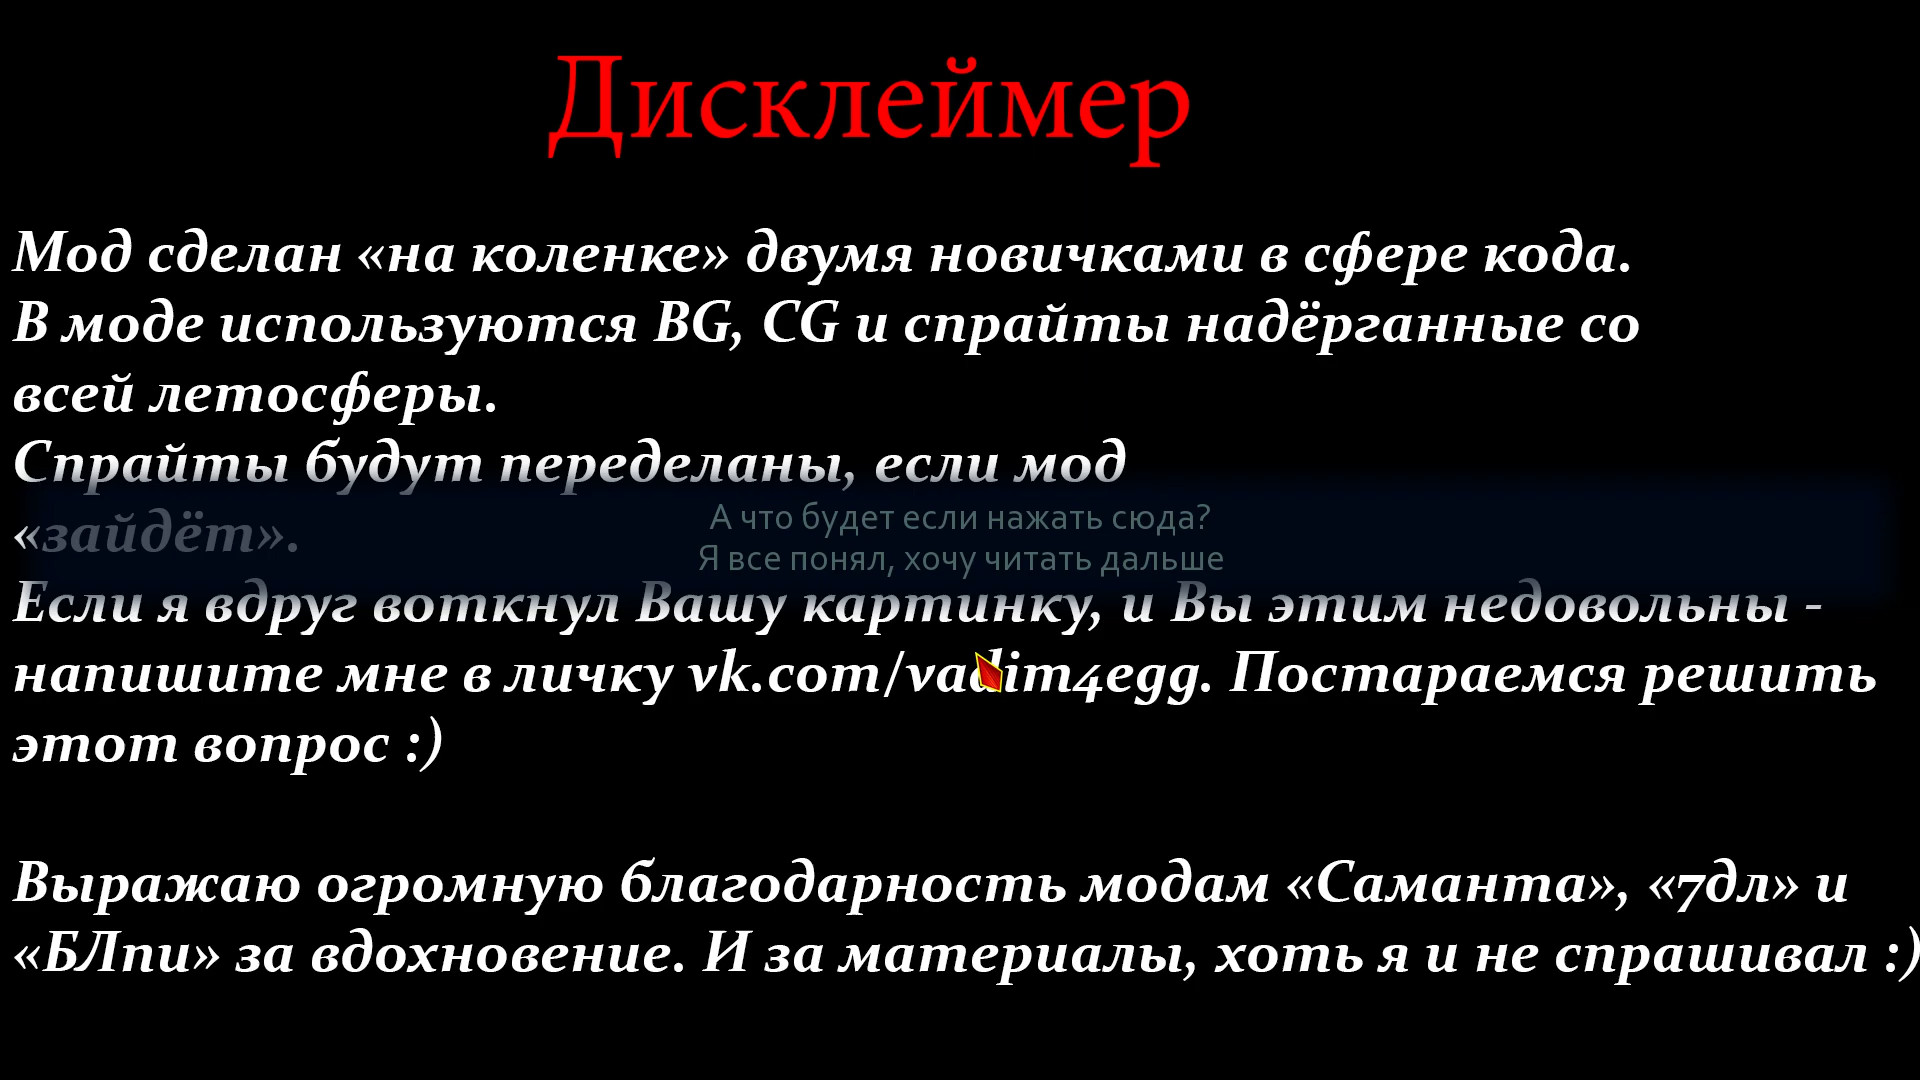 Дисклеймер
Мод сделан «на коленке» двумя новичками в сфере кода.
В моде используются BG, CG и спрайты надёрганные со
всей летосферы.
Спрайты будут переделаны, если мод
«зайдёт».
А что будет если нажать сюда?
Я все понял, хочу читать дальше
Если я вдруг воткнул Вашу картинку, и Вы этим недовольны -
напишите мне в личку vk.com/vadim4egg. Постараемся решить
этот вопрос :)
Выражаю огромную благодарность модам «Саманта», «7дл» и
«БЛпи» за вдохновение. И за материалы, хоть я и не спрашивал :)